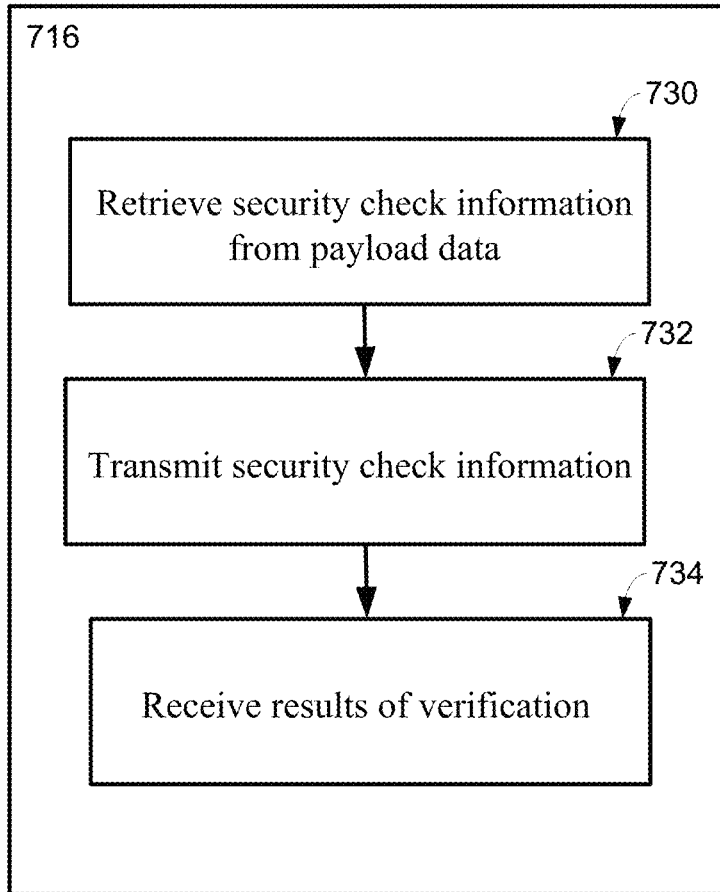 716
730
Retrieve security check information
from payload data
732
Transmit security check information
734
Receive results of verification